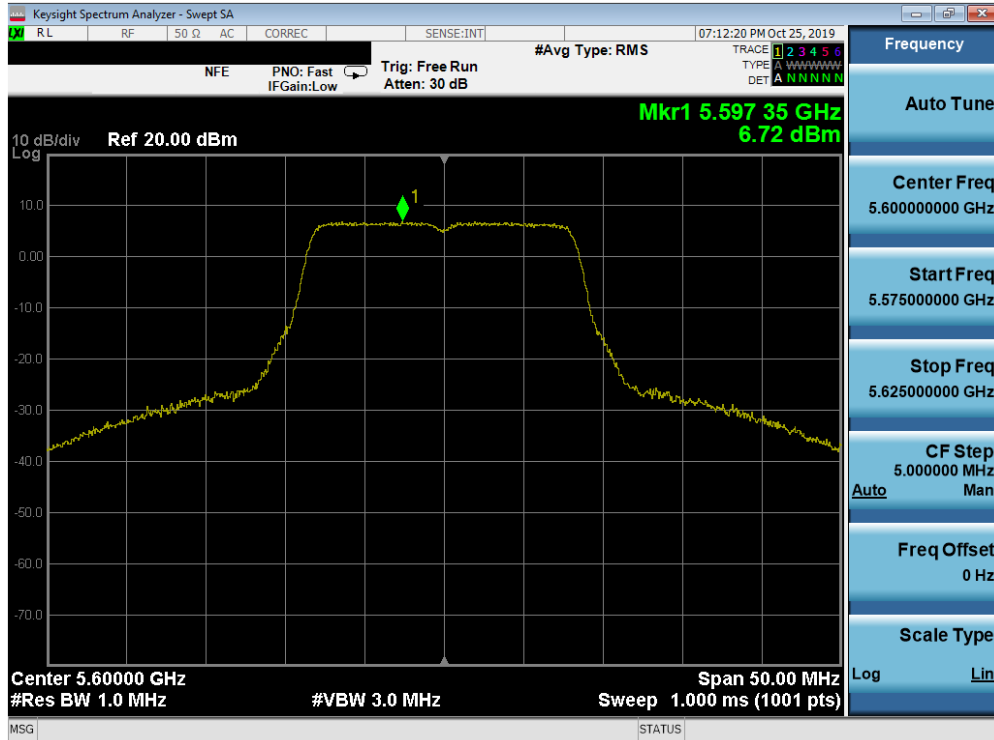 Keysight Spectrum Analyzer - Swept SA
LXI RL RF 50 Ω AC CORREC SENSE:INT 07:12:20 PM Oct 25, 2019
NFE PNO: Fast Trig: Free Run #Avg Type: RMS TRACE 1 2 3 4 5 6
IFGain:Low Atten: 30 dB TYPE A WWWWW
DET A N N N N N
Mkr1 5.597 35 GHz
6.72 dBm
10 dB/div Ref 20.00 dBm
Log
1
10.0
0.00
-10.0
-20.0
-30.0
-40.0
-50.0
-60.0
-70.0
Center 5.60000 GHz Span 50.00 MHz
#Res BW 1.0 MHz #VBW 3.0 MHz Sweep 1.000 ms (1001 pts)
MSG STATUS
Frequency
Auto Tune
Center Freq
5.600000000 GHz
Start Freq
5.575000000 GHz
Stop Freq
5.625000000 GHz
CF Step
5.000000 MHz
Auto Man
Freq Offset
0 Hz
Scale Type
Log Lin